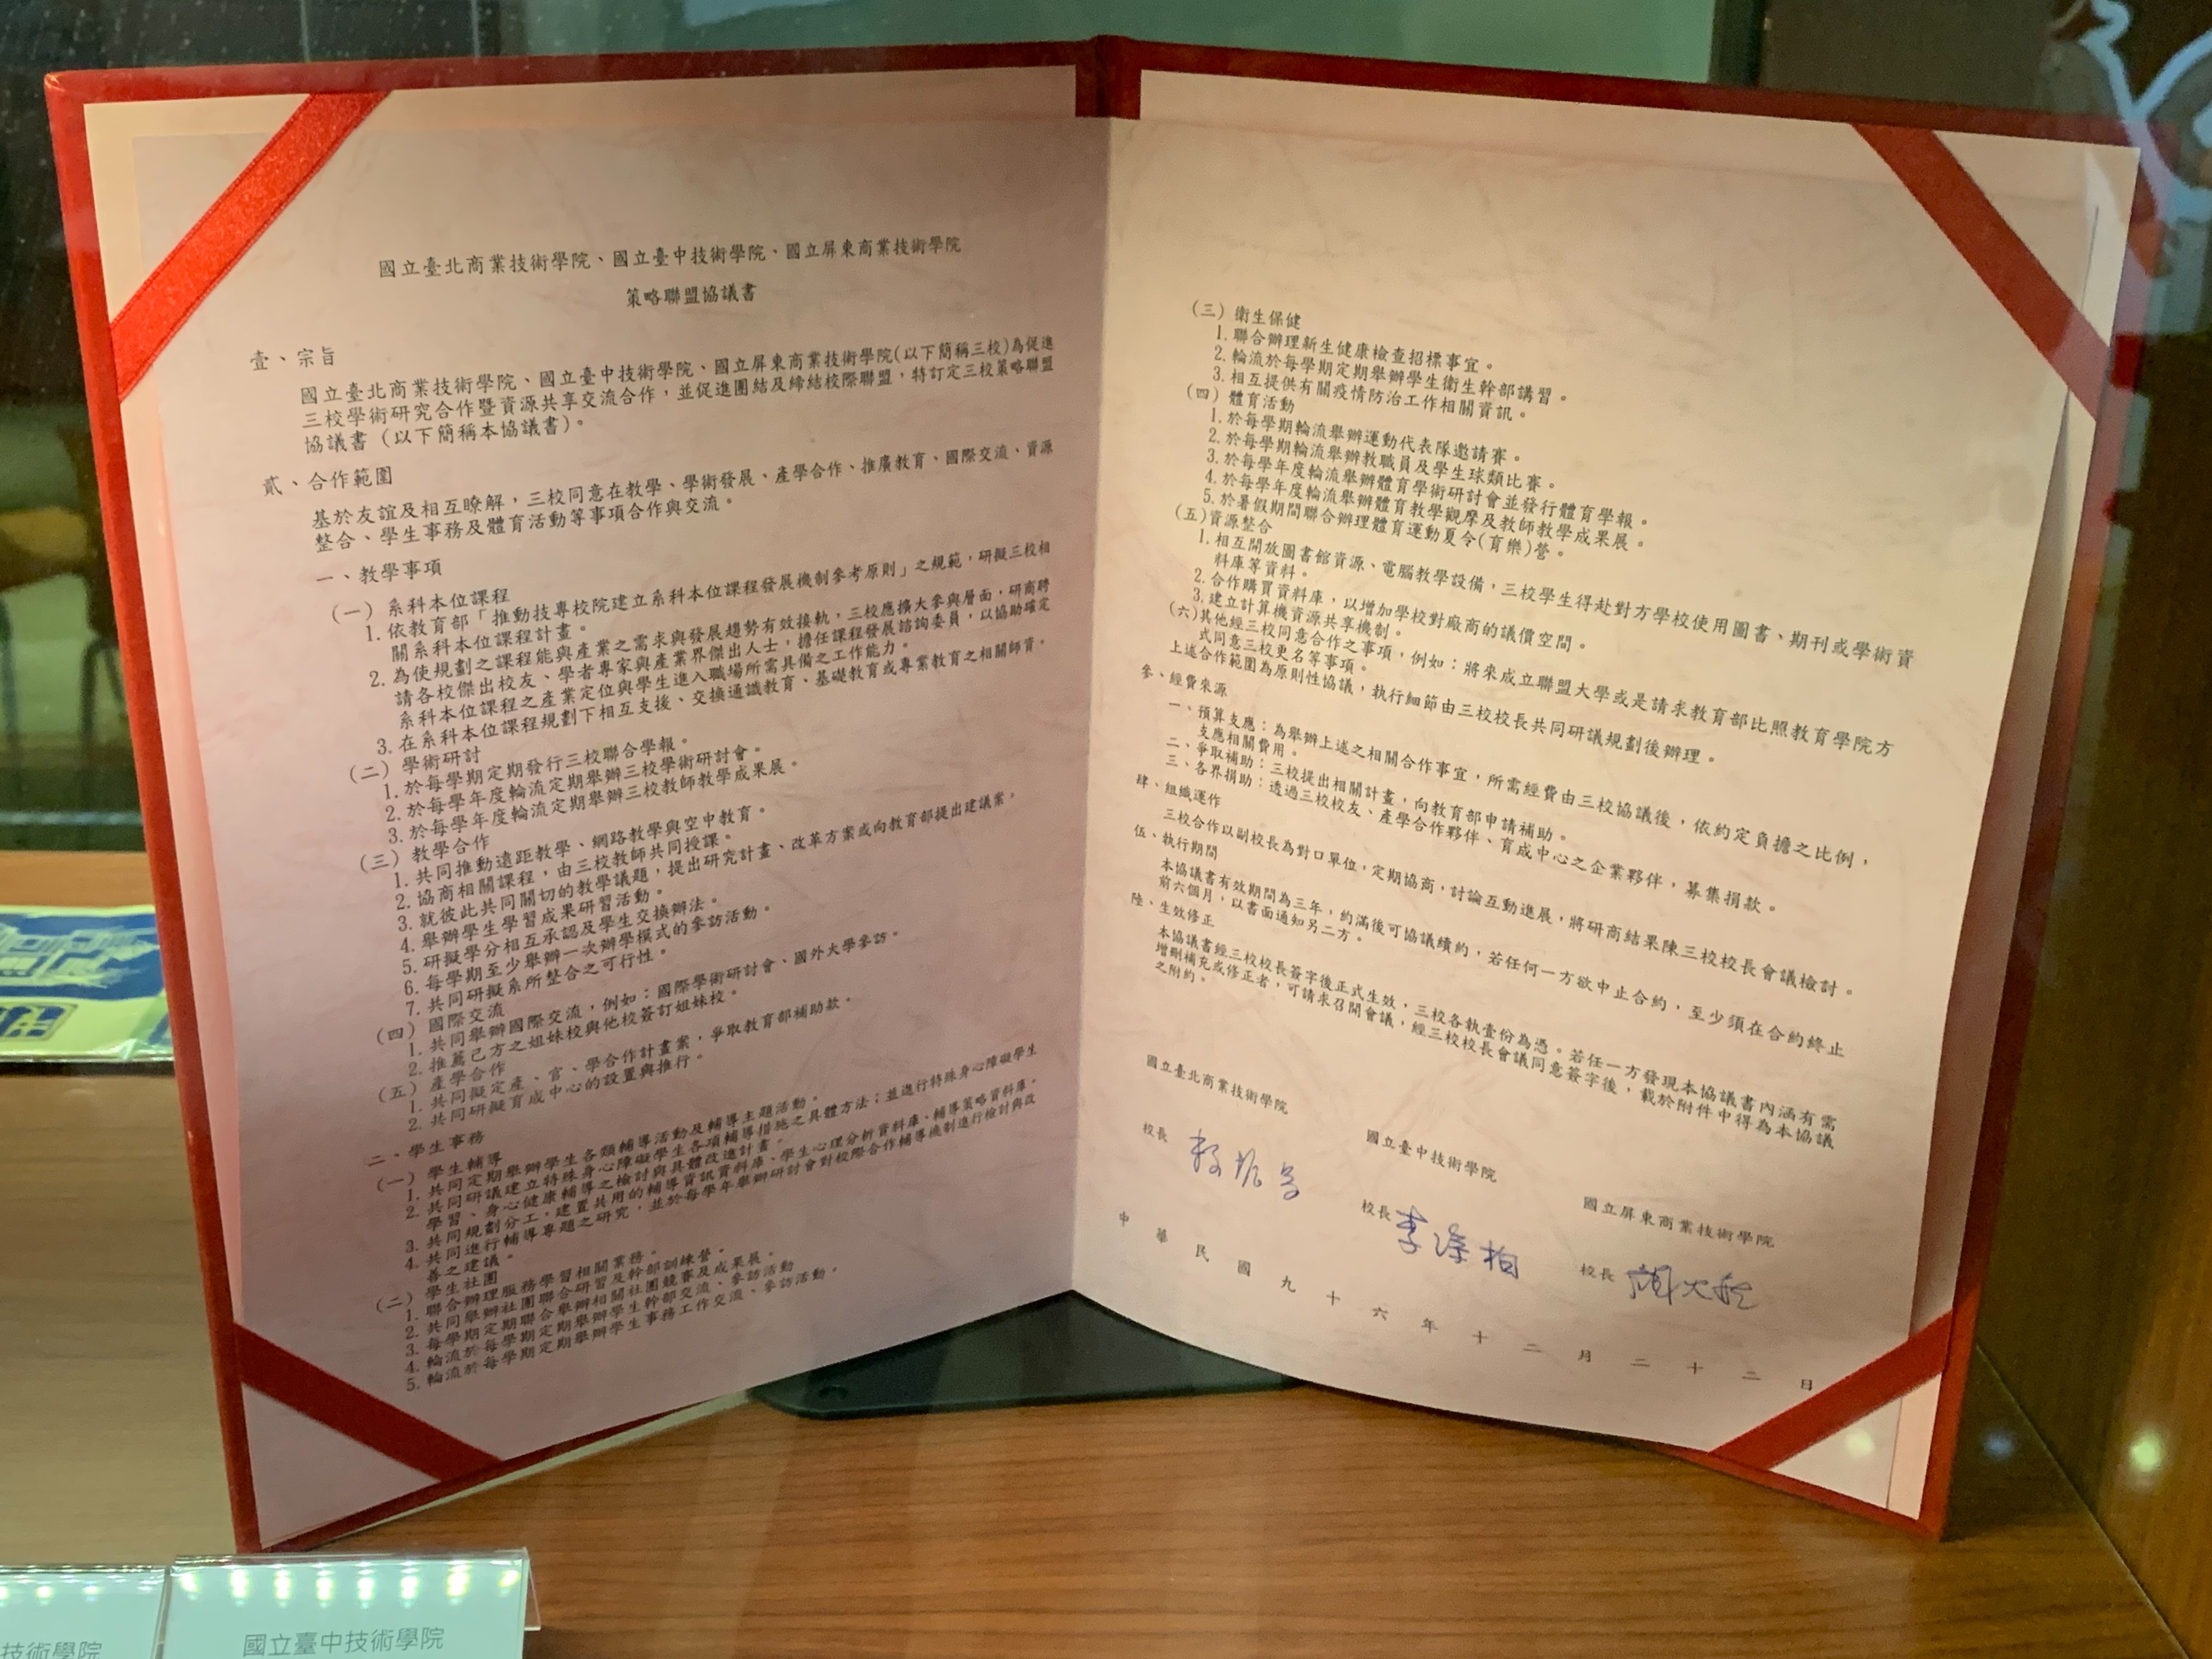 國立臺北商業技術學院、國立臺中技術學院、國立屏東商業技術學院
策略聯盟協議書
壹、宗旨
國立臺北商業技術學院、國立臺中技術學院、國立屏東商業技術學院(以下簡稱三校)為促進
三校學術研究合作暨資源共享交流合作，並促進團結及締結校際聯盟，特訂定三校策略聯盟
協議書（以下簡稱本協議書）。
貳、合作範圍
基於友誼及相互瞭解，三校同意在教學、學術發展、產學合作、推廣教育、國際交流、資源
整合、學生事務及體育活動等事項合作與交流。
一、教學事項
（一）系科本位課程
1. 依教育部「推動技專校院建立系科本位課程發展機制參考原則」之規範，研擬三校相
關系科本位課程計畫。
2. 為使規劃之課程能與產業之需求與發展趨勢有效接軌，三校應擴大參與層面，研商聘
請各校傑出校友、學者專家與產業界傑出人士，擔任課程發展諮詢委員，以協助確定
系科本位課程之產業定位與學生進入職場所需具備之工作能力。
3. 在系科本位課程規劃下相互支援、交換通識教育、基礎教育或專業教育之相關師資。
（二）學術研討
1. 於每學期定期發行三校聯合學報。
2. 於每學年度輪流定期舉辦三校學術研討會。
3. 於每學年度輪流定期舉辦三校教師教學成果展。
（三）教學合作
1. 共同推動遠距教學、網路教學與空中教育。
2. 協商相關課程，由三校教師共同授課。
3. 就彼此共同關切的教學議題，提出研究計畫、改革方案或向教育部提出建議案。
4. 舉辦學生學習成果研習活動。
5. 研擬學分相互承認及學生交換辦法。
6. 每學期至少舉辦一次辦學模式的參訪活動。
7. 共同研擬系所整合之可行性。
（四）國際交流
1. 共同舉辦國際交流，例如：國際學術研討會、國外大學參訪。
2. 推薦己方之姐妹校與他校簽訂姐妹校。
（五）產學合作
1. 共同擬定產、官、學合作計畫案，爭取教育部補助款。
2. 共同研擬育成中心的設置與推行。
二、學生事務
（一）學生輔導
1. 共同定期舉辦學生各類輔導活動及輔導主題活動。
2. 共同研議建立特殊身心障礙學生各項輔導措施之具體方法；並進行特殊身心障礙學生
學習、身心健康輔導之檢討與具體改進計畫。
3. 共同規劃分工，建置共用的輔導資訊資料庫、學生心理分析資料庫、輔導策略資料庫。
4. 共同進行輔導專題之研究，並於每學年舉辦研討會對校際合作輔導機制進行檢討與改
善之建議。
（二）學生社團
1. 聯合辦理服務學習相關業務。
2. 共同舉辦社團聯合研習及幹部訓練營。
3. 每學期定期聯合舉辦相關社團競賽及成果展。
4. 輪流於每學期定期舉辦學生幹部交流、參訪活動
5. 輪流於每學期定期舉辦學生事務工作交流、參訪活動。
（三）衛生保健
1. 聯合辦理新生健康檢查招標事宜。
2. 輪流於每學期定期舉辦學生衛生幹部講習。
3. 相互提供有關疫情防治工作相關資訊。
（四）體育活動
1. 於每學期輪流舉辦運動代表隊邀請賽。
2. 於每學期輪流舉辦教職員及學生球類比賽。
3. 於每學年度輪流舉辦體育學術研討會並發行體育學報。
4. 於每學年度輪流舉辦體育教學觀摩及教師教學成果展。
5. 於暑假期間聯合辦理體育運動夏令(育樂)營。
（五）資源整合
1. 相互開放圖書館資源、電腦教學設備，三校學生得赴對方學校使用圖書、期刊或學術資
料庫等資料。
2. 合作購買資料庫，以增加學校對廠商的議價空間。
3. 建立計算機資源共享機制。
（六）其他經三校同意合作之事項，例如：將來成立聯盟大學或是請求教育部比照教育學院方
式同意三校更名等事項。
上述合作範圍為原則性協議，執行細節由三校校長共同研議規劃後辦理。
參、經費來源
一、預算支應：為舉辦上述之相關合作事宜，所需經費由三校協議後，依約定負擔之比例，
支應相關費用。
二、爭取補助：三校提出相關計畫，向教育部申請補助。
三、各界捐助：透過三校校友、產學合作夥伴、育成中心之企業夥伴，募集捐款。
肆、組織運作
三校合作以副校長為對口單位，定期協商，討論互動進展，將研商結果陳三校校長會議檢討。
伍、執行期間
本協議書有效期間為三年，約滿後可協議續約，若任何一方欲中止合約，至少須在合約終止
前六個月，以書面通知另二方。
陸、生效修正
本協議書經三校校長簽字後正式生效，三校各執壹份為憑。若任一方發現本協議書內涵有需
增刪補充或修正者，可請求召開會議，經三校校長會議同意簽字後，載於附件中得為本協議
之附約。
國立臺北商業技術學院
校長
國立臺中技術學院
校長 李淙柏
國立屏東商業技術學院
校長
中華民國九十六年十二月二十二日
技術學院
國立臺中技術學院